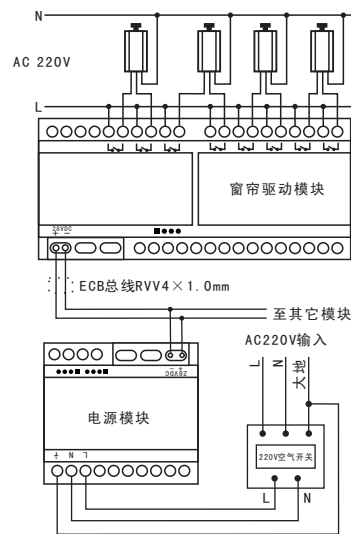 N
AC 220V
L
窗帘驱动模块
28VDC
+ −
ECB总线RVV4×1.0mm
至其它模块
AC220V输入
L N 大地
− +
28VDC
电源模块
N L
220V空气开关
L N